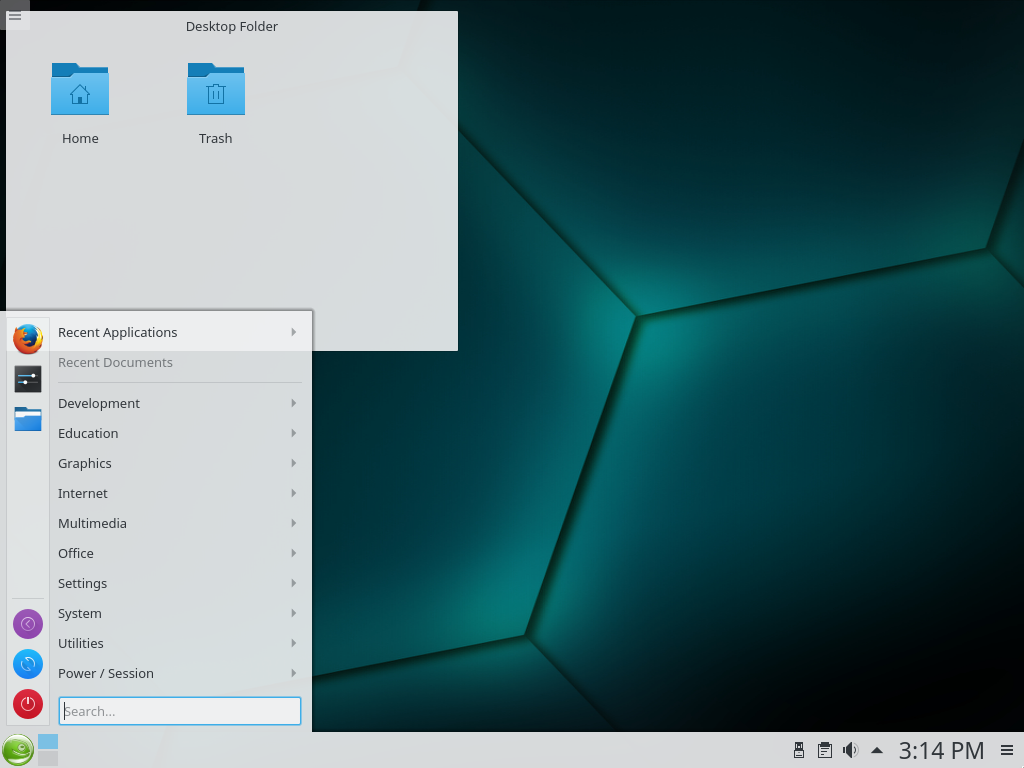 Desktop Folder
Home
Trash
Recent Applications
Recent Documents
Development
Education
Graphics
Internet
Multimedia
Office
Settings
System
Utilities
Power / Session
Search...
3:14 PM